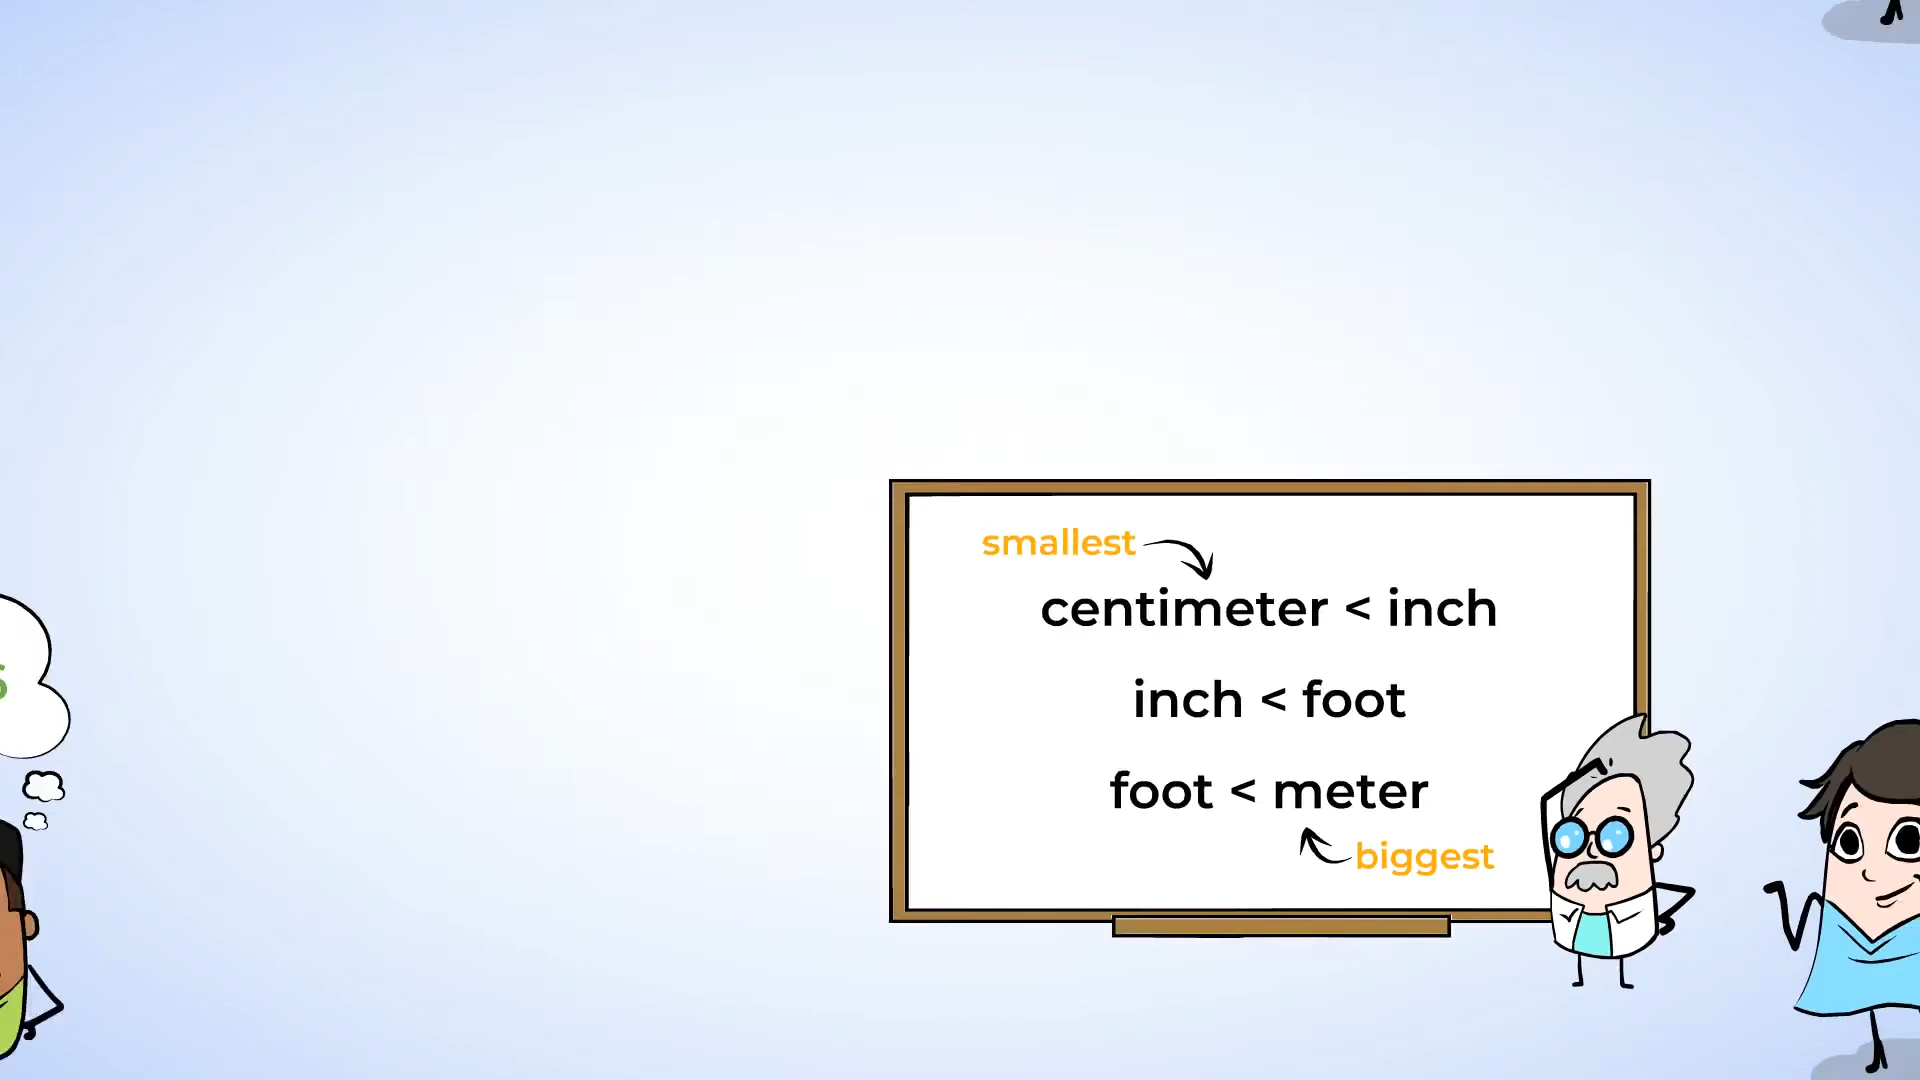 smallest
centimeter < inch
inch < foot
foot < meter
biggest